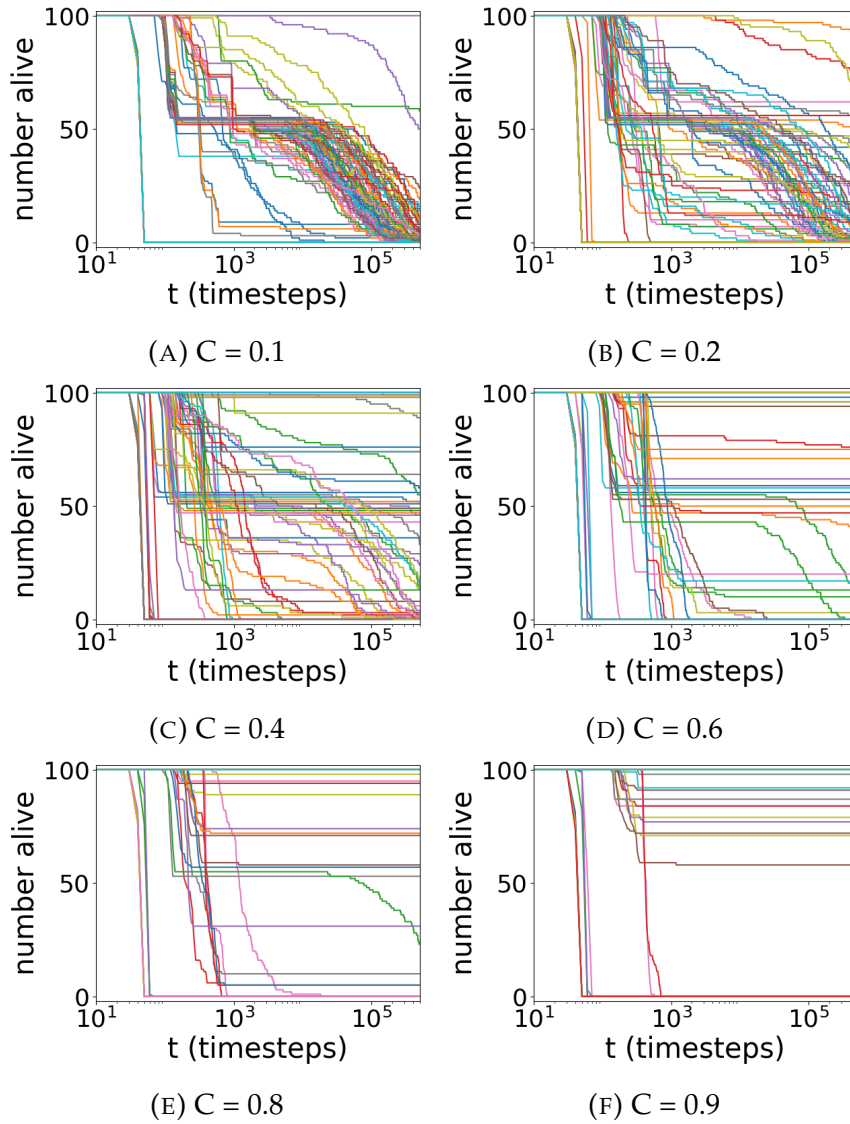 100
50
0
number alive
10^1 10^3 10^5
t (timesteps)
(A) C = 0.1
100
50
0
number alive
10^1 10^3 10^5
t (timesteps)
(B) C = 0.2
100
50
0
number alive
10^1 10^3 10^5
t (timesteps)
(C) C = 0.4
100
50
0
number alive
10^1 10^3 10^5
t (timesteps)
(D) C = 0.6
100
50
0
number alive
10^1 10^3 10^5
t (timesteps)
(E) C = 0.8
100
50
0
number alive
10^1 10^3 10^5
t (timesteps)
(F) C = 0.9